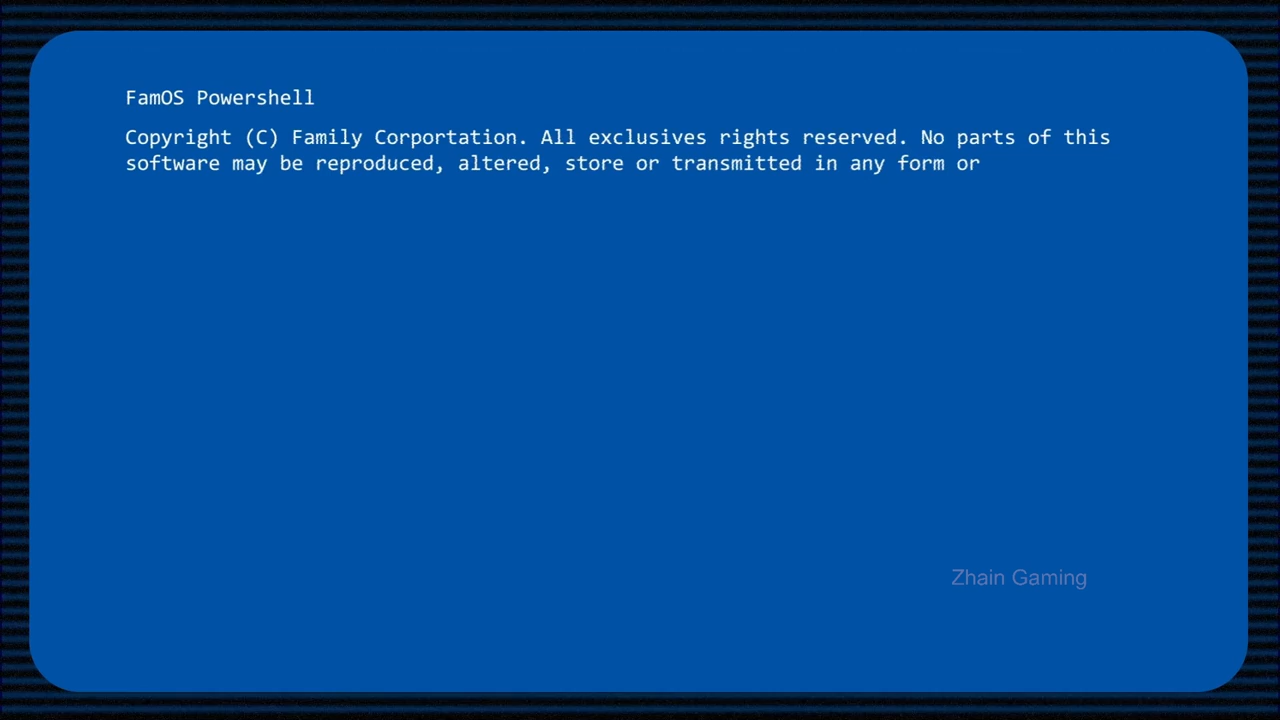 FamOS Powershell
Copyright (C) Family Corportation. All exclusives rights reserved. No parts of this
software may be reproduced, altered, store or transmitted in any form or
Zhain Gaming